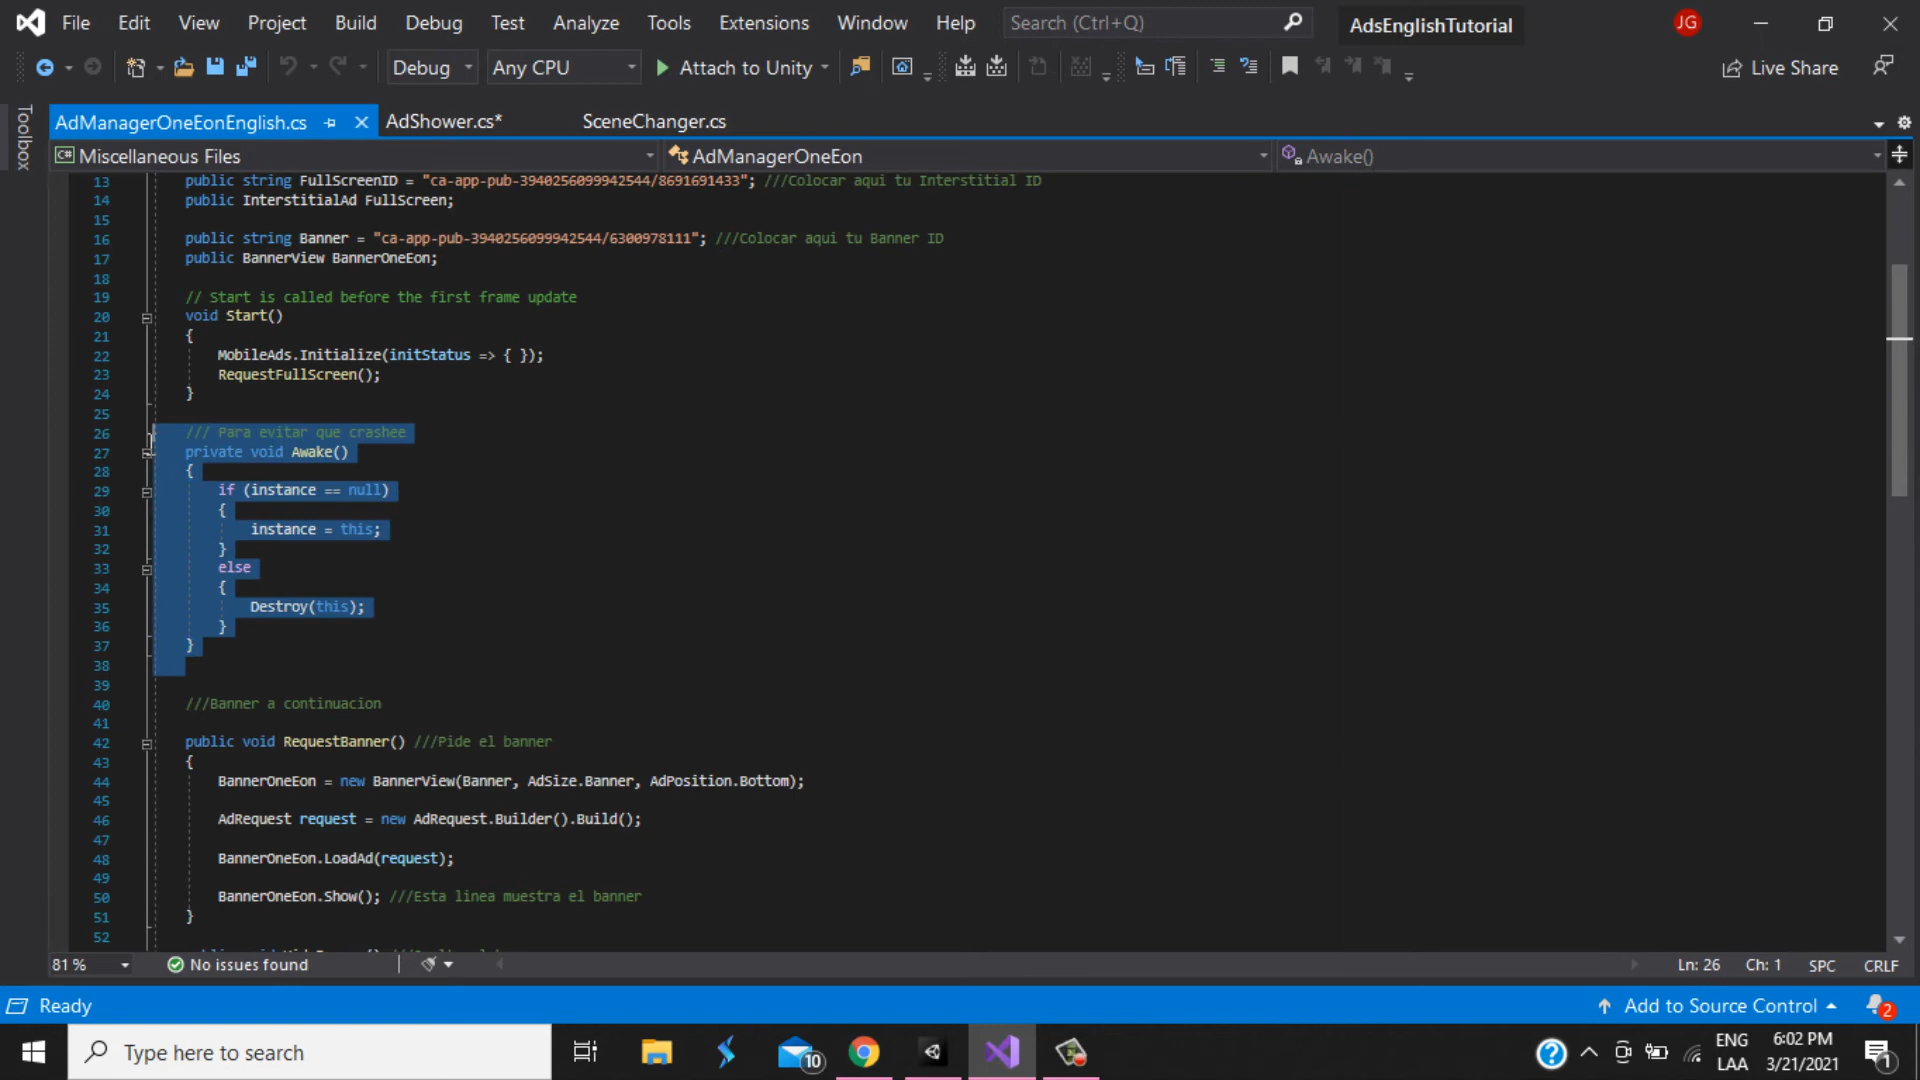 File Edit View Project Build Debug Test Analyze Tools Extensions Window Help Search (Ctrl+Q) AdsEnglishTutorial JG
Debug Any CPU Attach to Unity Live Share
Toolbox
AdManagerOneEonEnglish.cs AdShower.cs* SceneChanger.cs
C# Miscellaneous Files AdManagerOneEon Awake()
13 public string FullScreenID = "ca-app-pub-3940256099942544/8691691433"; ///Colocar aqui tu Interstitial ID
14 public InterstitialAd FullScreen;
15
16 public string Banner = "ca-app-pub-3940256099942544/6300978111"; ///Colocar aqui tu Banner ID
17 public BannerView BannerOneEon;
18
19 // Start is called before the first frame update
20 void Start()
21 {
22 MobileAds.Initialize(initStatus => { });
23 RequestFullScreen();
24 }
25
26 /// Para evitar que crashee
27 private void Awake()
28 {
29 if (instance == null)
30 {
31 instance = this;
32 }
33 else
34 {
35 Destroy(this);
36 }
37 }
38
39
40 ///Banner a continuacion
41
42 public void RequestBanner() ///Pide el banner
43 {
44 BannerOneEon = new BannerView(Banner, AdSize.Banner, AdPosition.Bottom);
45
46 AdRequest request = new AdRequest.Builder().Build();
47
48 BannerOneEon.LoadAd(request);
49
50 BannerOneEon.Show(); ///Esta linea muestra el banner
51 }
52
81 % No issues found Ln: 26 Ch: 1 SPC CRLF
Ready Add to Source Control 2
Type here to search 10 ENG 6:02 PM
LAA 3/21/2021 1